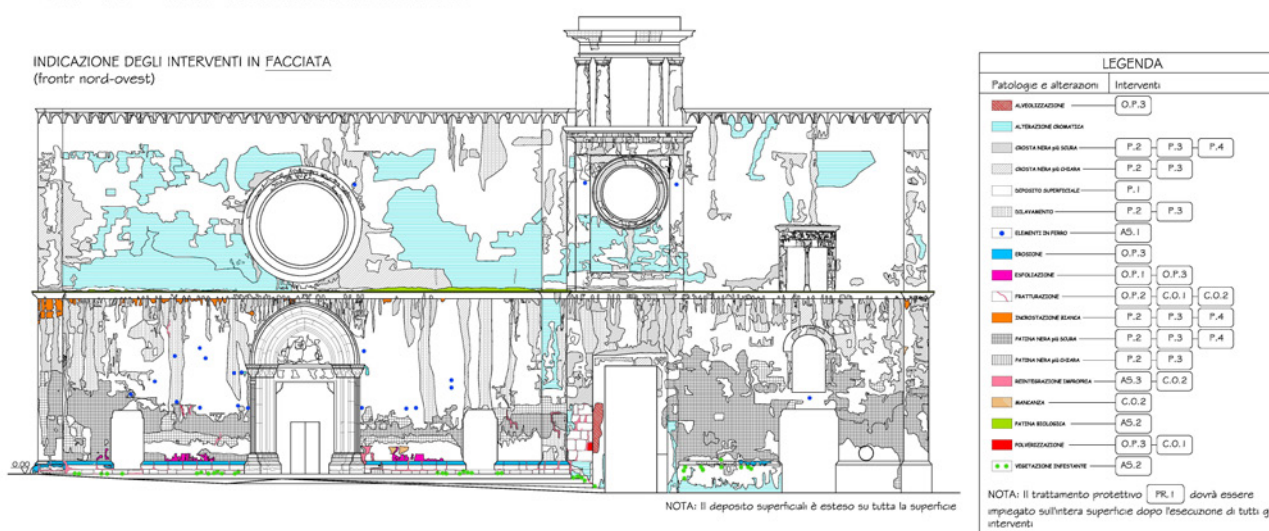 INDICAZIONE DEGLI INTERVENTI IN FACCIATA
(frontr nord-ovest)
LEGENDA
Patologie e alterazioni Interventi
ALVEOLIZZAZIONE O.P.3
ALTERAZIONE CROMATICA
CROSTA NERA più SCURA P.2 P.3 P.4
CROSTA NERA più CHIARA P.2 P.3
DEPOSITO SUPERFICIALE P.1
DILAVAMENTO P.2 P.3
ELEMENTI IN FERRO AS.1
EROSIONE O.P.3
ESFOLIAZIONE O.P.1 O.P.3
FRATTURAZIONE O.P.2 C.O.1 C.O.2
INCROSTAZIONE BIANCA P.2 P.3 P.4
PATINA NERA più SCURA P.2 P.3 P.4
PATINA NERA più CHIARA P.2 P.3
REINTEGRAZIONE IMPROPRIA AS.3 C.O.2
MANCANZA C.O.2
PATINA BIOLOGICA AS.2
POLVERIZZAZIONE O.P.3 C.O.1
VEGETAZIONE INFESTANTE AS.2
NOTA: Il trattamento protettivo PR.1 dovrà essere
impiegato sull'intera superficie dopo l'esecuzione di tutti g
interventi
0.00
NOTA: Il deposito superficiali è esteso su tutta la superficie